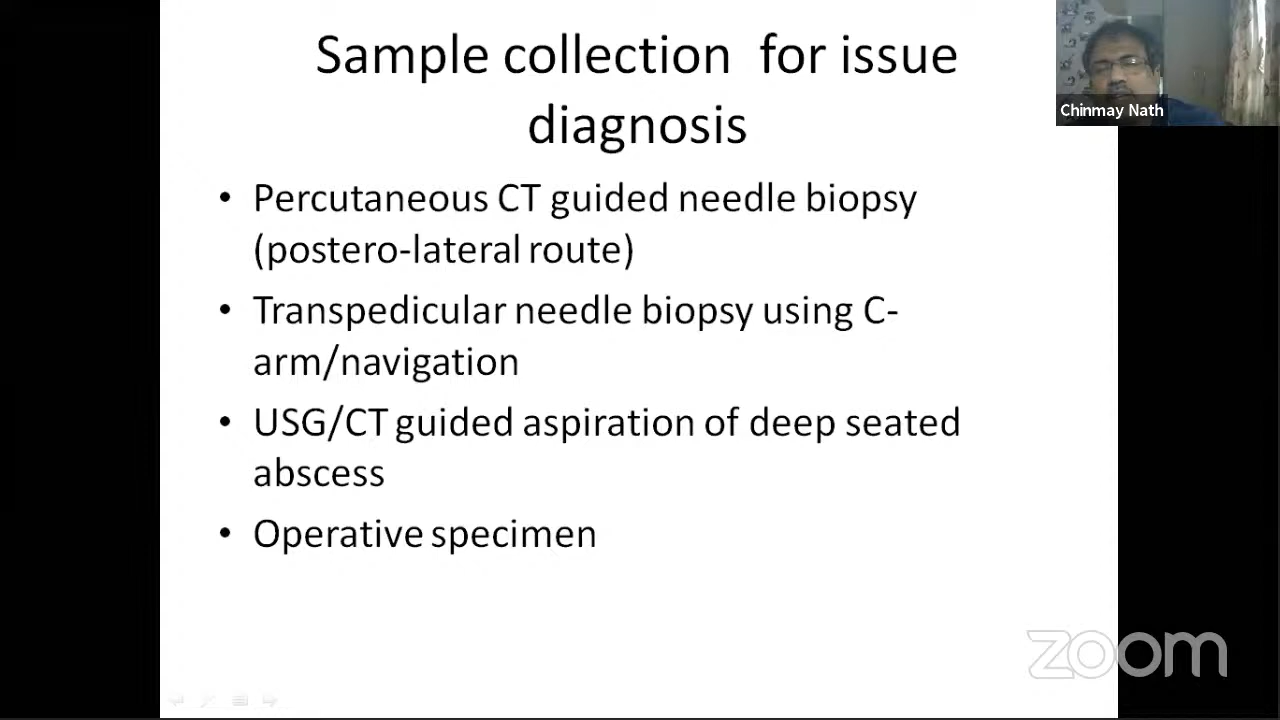 Sample collection for issue
diagnosis
Chinmay Nath
• Percutaneous CT guided needle biopsy
(postero-lateral route)
• Transpedicular needle biopsy using C-
arm/navigation
• USG/CT guided aspiration of deep seated
abscess
• Operative specimen
zoom